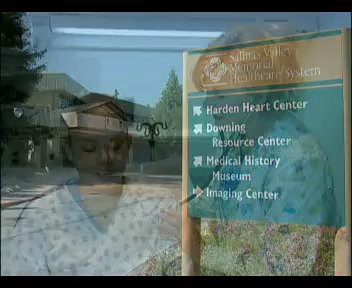 Salinas Valley
Memorial
Healthcare System
Harden Heart Center
Downing
Resource Center
Medical History
Museum
Imaging Center